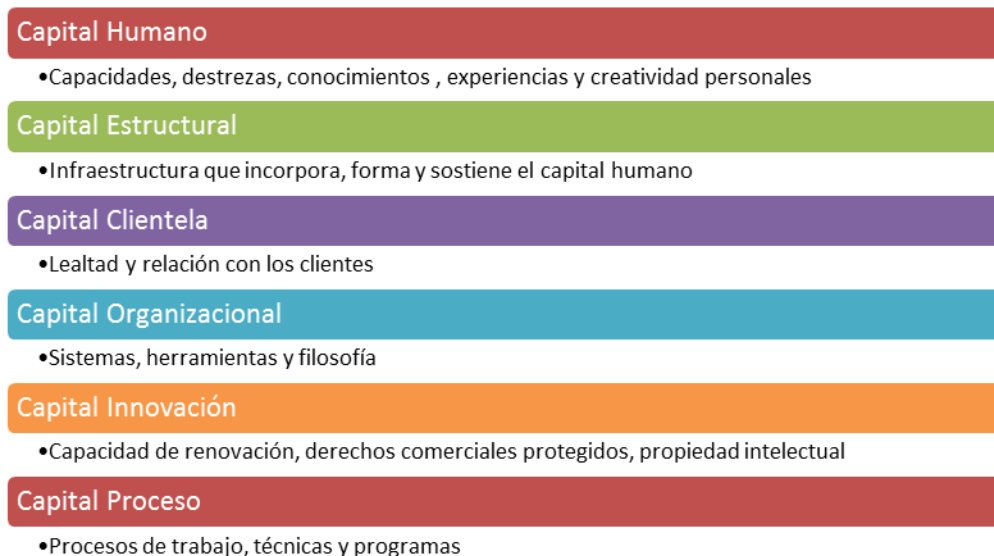 Capital Humano
•Capacidades, destrezas, conocimientos , experiencias y creatividad personales
Capital Estructural
•Infraestructura que incorpora, forma y sostiene el capital humano
Capital Clientela
•Lealtad y relación con los clientes
Capital Organizacional
•Sistemas, herramientas y filosofía
Capital Innovación
•Capacidad de renovación, derechos comerciales protegidos, propiedad intelectual
Capital Proceso
•Procesos de trabajo, técnicas y programas